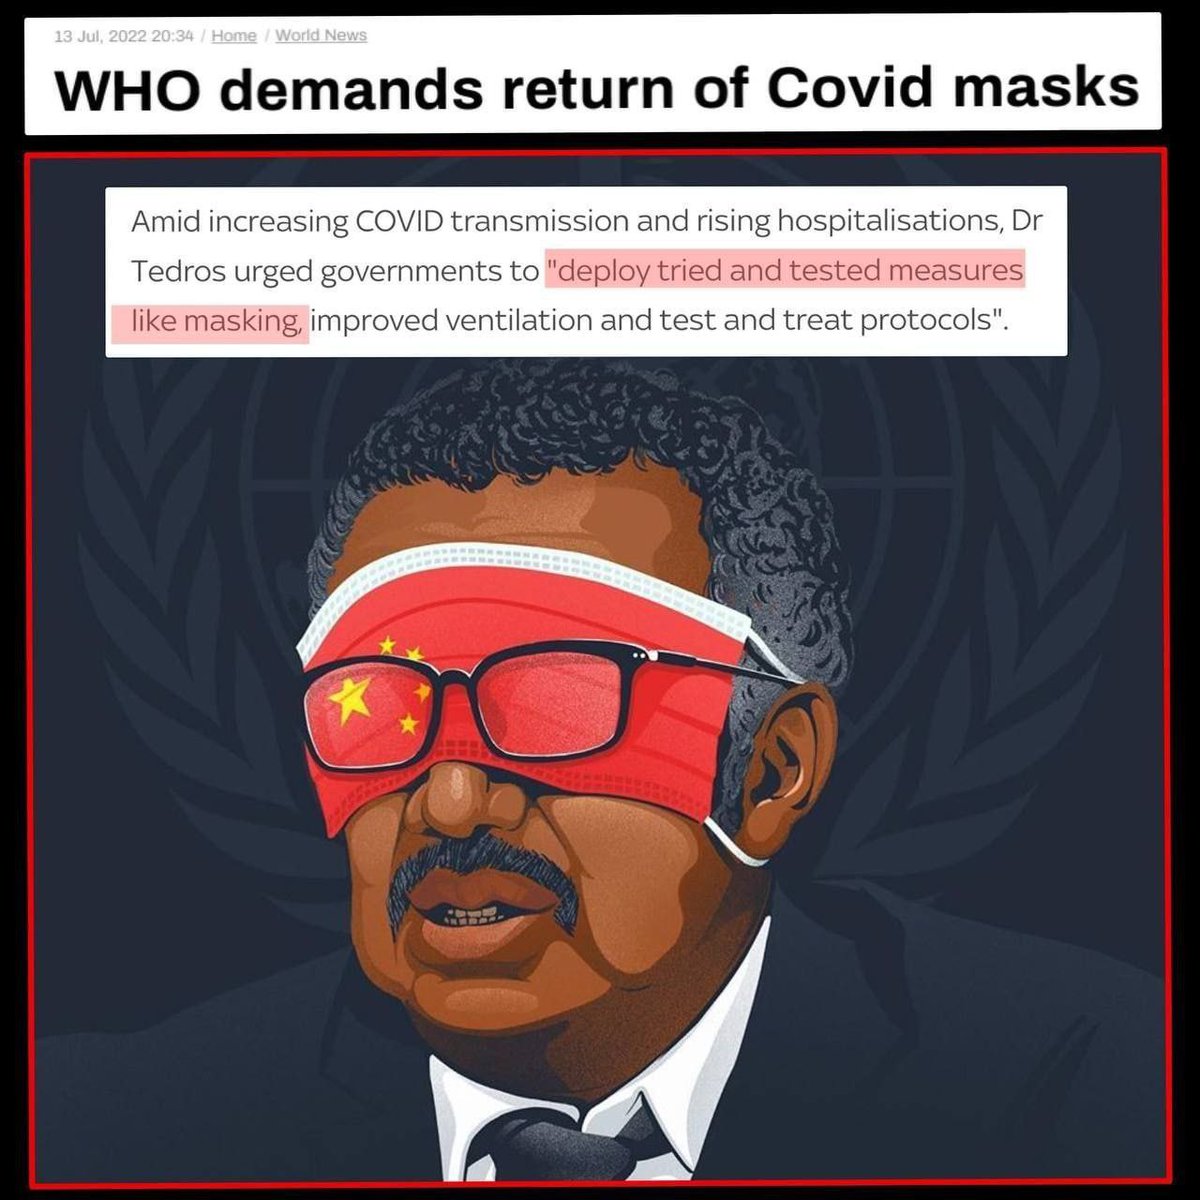 13 Jul, 2022 20:34 / Home / World News
WHO demands return of Covid masks
Amid increasing COVID transmission and rising hospitalisations, Dr
Tedros urged governments to "deploy tried and tested measures
like masking, improved ventilation and test and treat protocols".